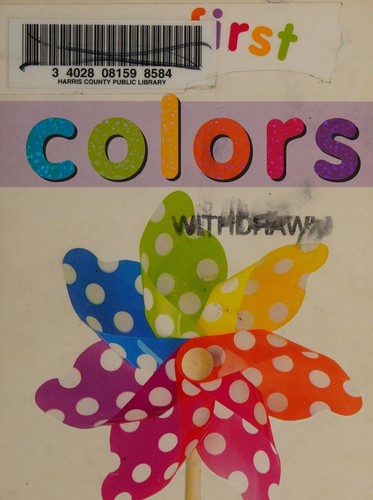 first
3 4028 08159 8584
HARRIS COUNTY PUBLIC LIBRARY
colors
WITHDRAWN